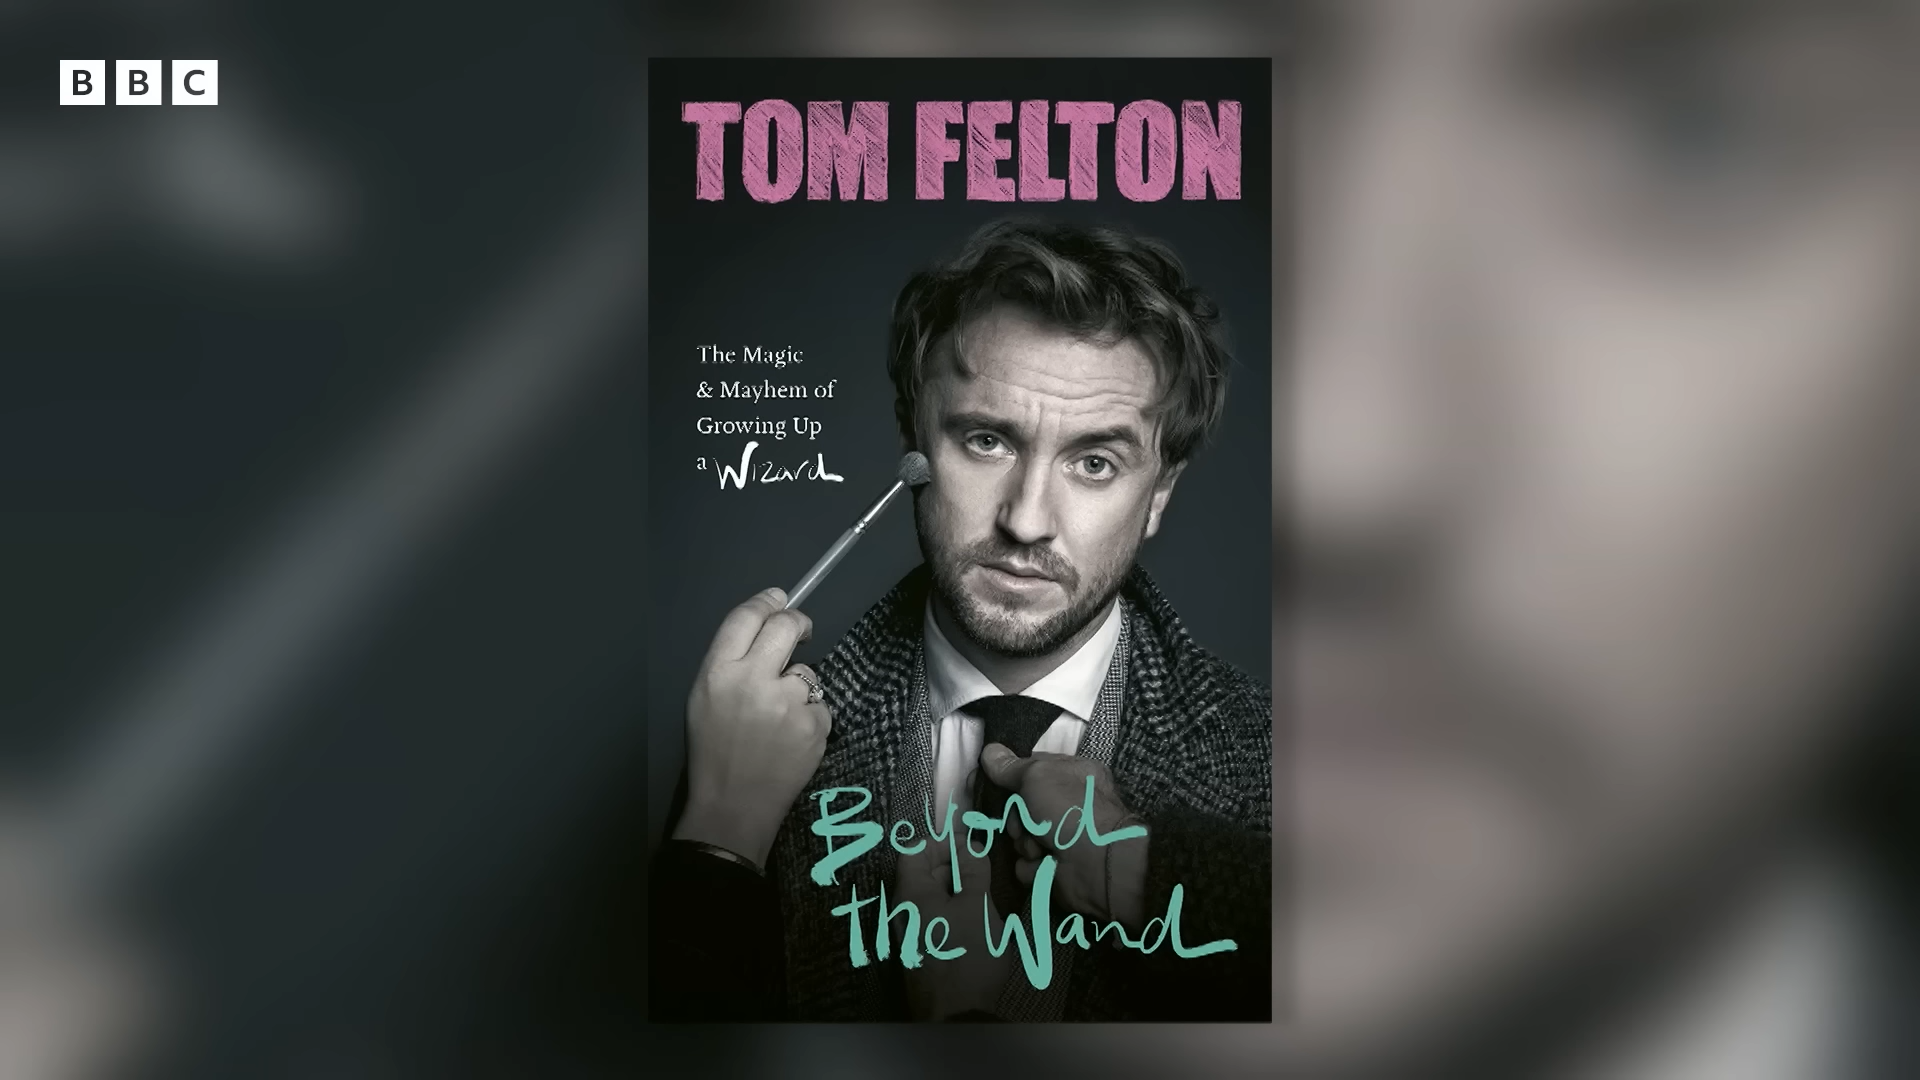 BBC
TOM FELTON
The Magic
& Mayhem of
Growing Up
a Wizard
Beyond
the Wand